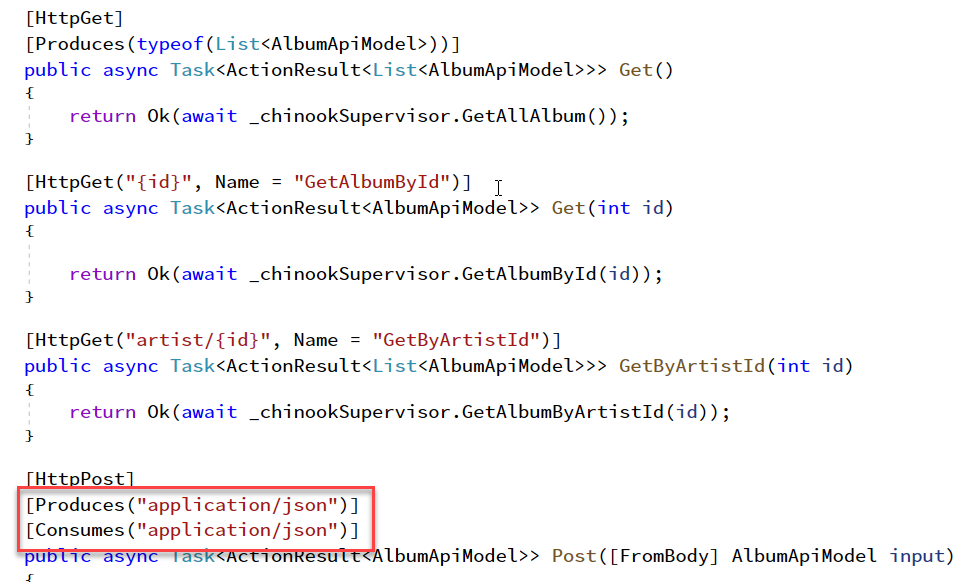 [HttpGet]
[Produces(typeof(List<AlbumApiModel>))]
public async Task<ActionResult<List<AlbumApiModel>>> Get()
{
return Ok(await _chinookSupervisor.GetAllAlbum());
}
[HttpGet("{id}", Name = "GetAlbumById")]
public async Task<ActionResult<AlbumApiModel>> Get(int id)
{
return Ok(await _chinookSupervisor.GetAlbumById(id));
}
[HttpGet("artist/{id}", Name = "GetByArtistId")]
public async Task<ActionResult<List<AlbumApiModel>>> GetByArtistId(int id)
{
return Ok(await _chinookSupervisor.GetAlbumByArtistId(id));
}
[HttpPost]
[Produces("application/json")]
[Consumes("application/json")]
public async Task<ActionResult<AlbumApiModel>> Post([FromBody] AlbumApiModel input)
{